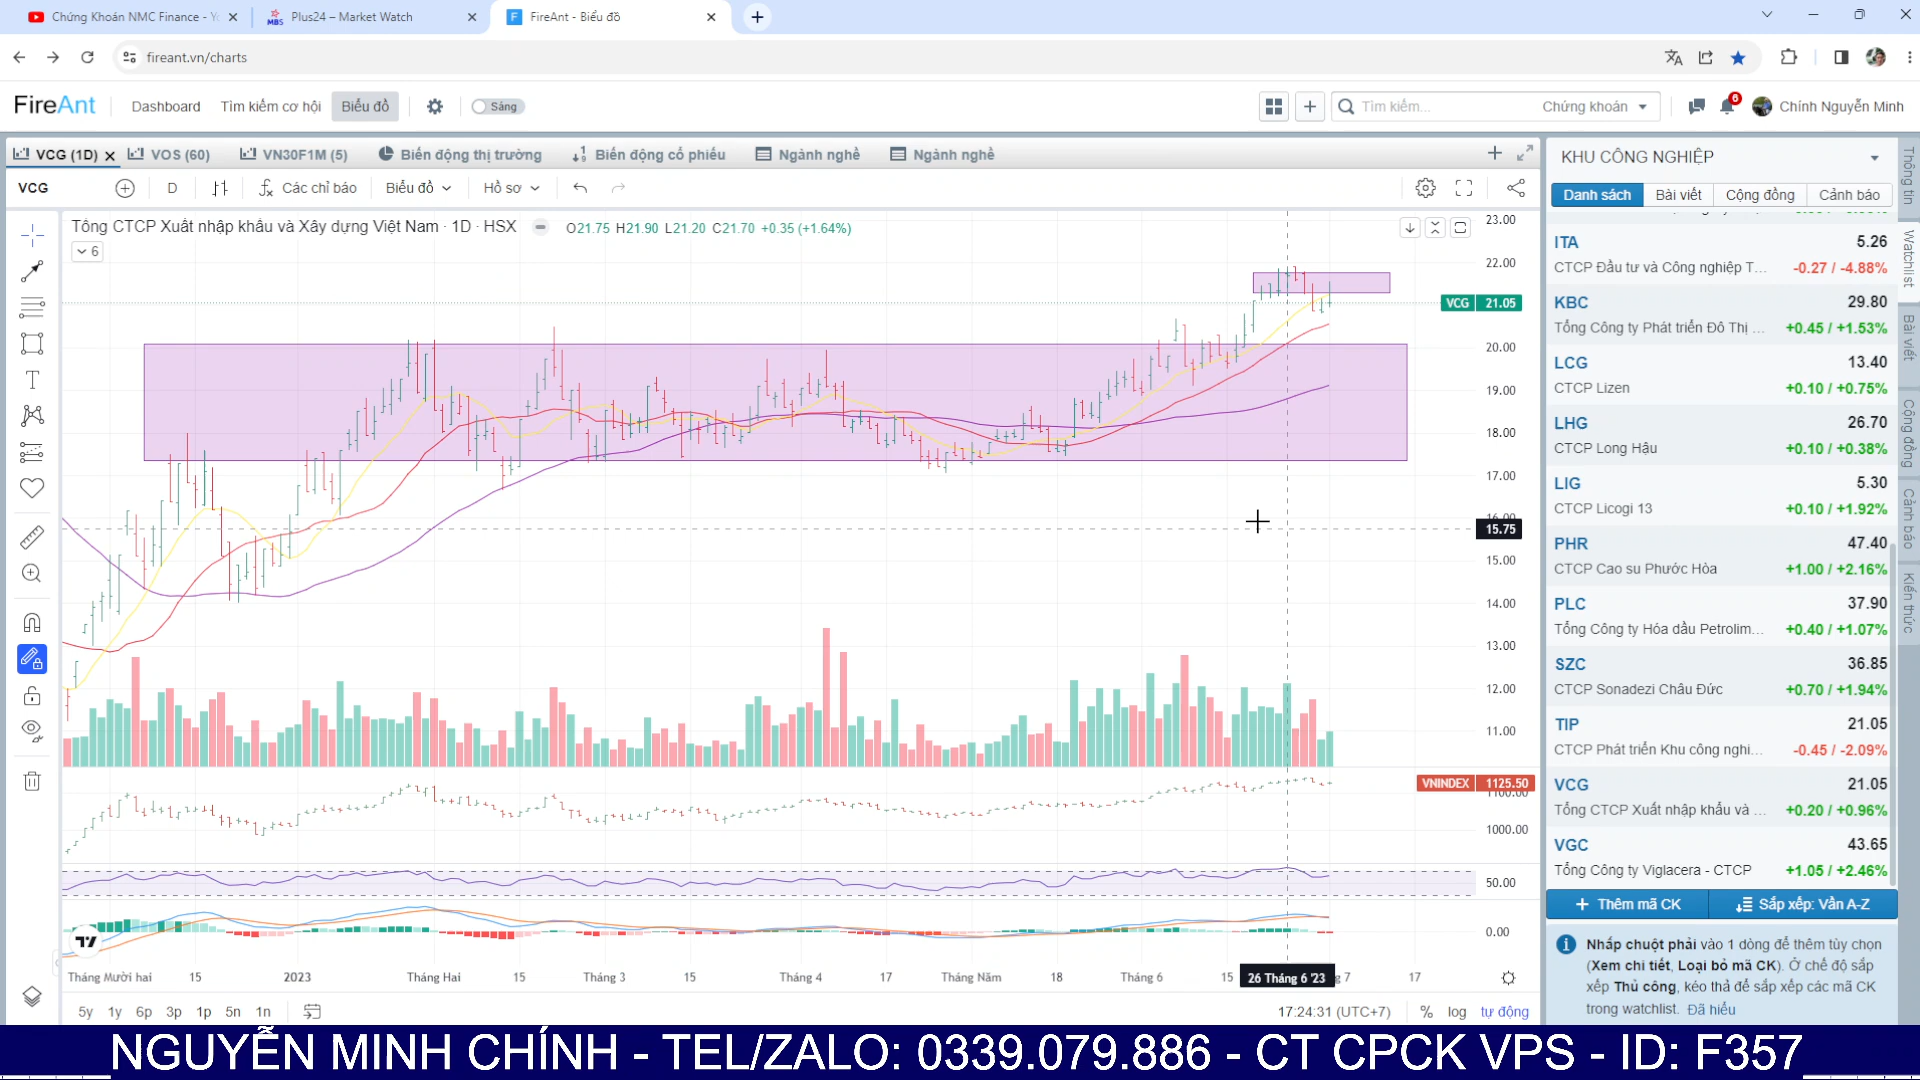 Chứng Khoán NMC Finance - Yo
Plus24 – Market Watch
FireAnt - Biểu đồ
fireant.vn/charts
FireAnt
Dashboard
Tìm kiếm cơ hội
Biểu đồ
Sáng
Tìm kiếm...
Chứng khoán
6
Chính Nguyễn Minh
VCG (1D)
VOS (60)
VN30F1M (5)
Biến động thị trường
Biến động cổ phiếu
Ngành nghề
Ngành nghề
VCG
D
Các chỉ báo
Biểu đồ
Hồ sơ
Tổng CTCP Xuất nhập khẩu và Xây dựng Việt Nam · 1D · HSX
O21.75 H21.90 L21.20 C21.70 +0.35 (+1.64%)
6
23.00
22.00
VCG 21.05
20.00
19.00
18.00
17.00
16.00
15.75
15.00
14.00
13.00
12.00
11.00
VNINDEX 1125.50
1100.00
1000.00
50.00
0.00
Tháng Mười hai
15
2023
Tháng Hai
15
Tháng 3
15
Tháng 4
17
Tháng Năm
18
Tháng 6
15
26 Tháng 6 '23
g 7
17
5y 1y 6p 3p 1p 5n 1n
17:24:31 (UTC+7)
% log tự động
KHU CÔNG NGHIỆP
Danh sách
Bài viết
Cộng đồng
Cảnh báo
ITA 5.26
CTCP Đầu tư và Công nghiệp T... -0.27 / -4.88%
KBC 29.80
Tổng Công ty Phát triển Đô Thị ... +0.45 / +1.53%
LCG 13.40
CTCP Lizen +0.10 / +0.75%
LHG 26.70
CTCP Long Hậu +0.10 / +0.38%
LIG 5.30
CTCP Licogi 13 +0.10 / +1.92%
PHR 47.40
CTCP Cao su Phước Hòa +1.00 / +2.16%
PLC 37.90
Tổng Công ty Hóa dầu Petrolim... +0.40 / +1.07%
SZC 36.85
CTCP Sonadezi Châu Đức +0.70 / +1.94%
TIP 21.05
CTCP Phát triển Khu công nghi... -0.45 / -2.09%
VCG 21.05
Tổng CTCP Xuất nhập khẩu và ... +0.20 / +0.96%
VGC 43.65
Tổng Công ty Viglacera - CTCP +1.05 / +2.46%
Thêm mã CK
Sắp xếp: Vần A-Z
Nhấp chuột phải vào 1 dòng để thêm tùy chọn
(Xem chi tiết, Loại bỏ mã CK). Ở chế độ sắp
xếp Thủ công, kéo thả để sắp xếp các mã CK
trong watchlist. Đã hiểu
Thông tin
Watchlist
Bài viết
Cộng đồng
Cảnh báo
Kiến thức
NGUYỄN MINH CHÍNH - TEL/ZALO: 0339.079.886 - CT CPCK VPS - ID: F357